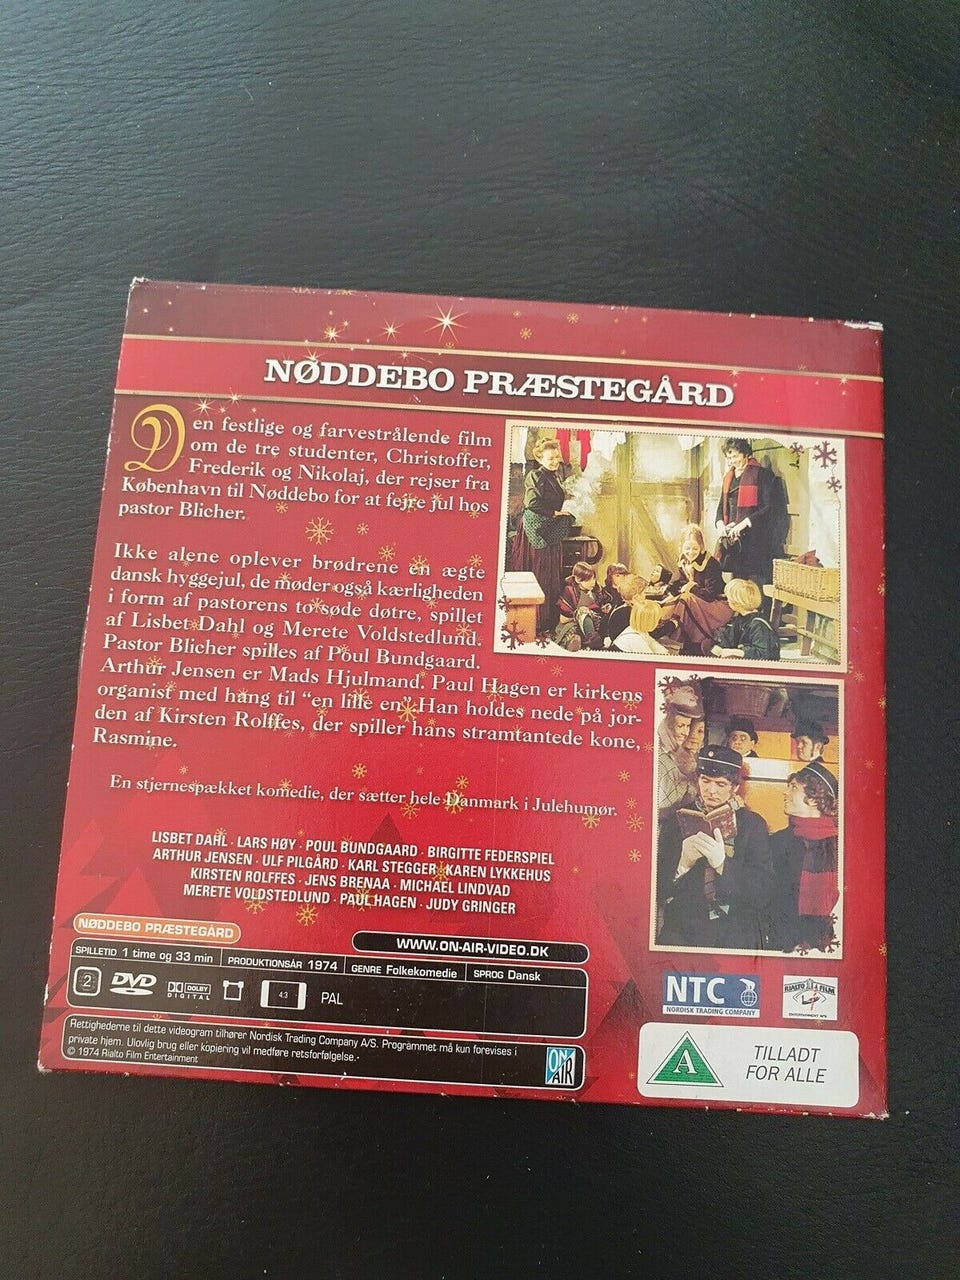 NØDDEBO PRÆSTEGÅRD
Den festlige og farvestrålende film
om de tre studenter, Christoffer,
Frederik og Nikolaj, der rejser fra
København til Nøddebo for at fejre jul hos
pastor Blicher.
Ikke alene oplever brødrene en ægte
dansk hyggejul, de møder også kærligheden
i form af pastorens to søde døtre, spillet
af Lisbet Dahl og Merete Voldstedlund.
Pastor Blicher spilles af Poul Bundgaard.
Arthur Jensen er Mads Hjulmand. Paul Hagen er kirkens
organist med hang til "en lille en". Han holdes nede på jor-
den af Kirsten Rolffes, der spiller hans stramtantede kone,
Rasmine.
En stjernespækket komedie, der sætter hele Danmark i Julehumør.
LISBET DAHL · LARS HØY · POUL BUNDGAARD · BIRGITTE FEDERSPIEL
ARTHUR JENSEN · ULF PILGÅRD · KARL STEGGER · KAREN LYKKEHUS
KIRSTEN ROLFFES · JENS BRENAA · MICHAEL LINDVAD
MERETE VOLDSTEDLUND · PAUL HAGEN · JUDY GRINGER
NØDDEBO PRÆSTEGÅRD
WWW.ON-AIR-VIDEO.DK
SPILLETID 1 time og 33 min PRODUKTIONSÅR 1974 GENRE Folkekomedie SPROG Dansk
2 DVD DOLBY DIGITAL 4:3 PAL
NTC
NORDISK TRADING COMPANY
RIALTO FILM
ENTERTAINMENT A/S
Rettighederne til dette videogram tilhører Nordisk Trading Company A/S. Programmet må kun forevises i
private hjem. Ulovlig brug eller kopiering vil medføre retsforfølgelse.
© 1974 Rialto Film Entertainment
ON AIR
A
TILLADT
FOR ALLE